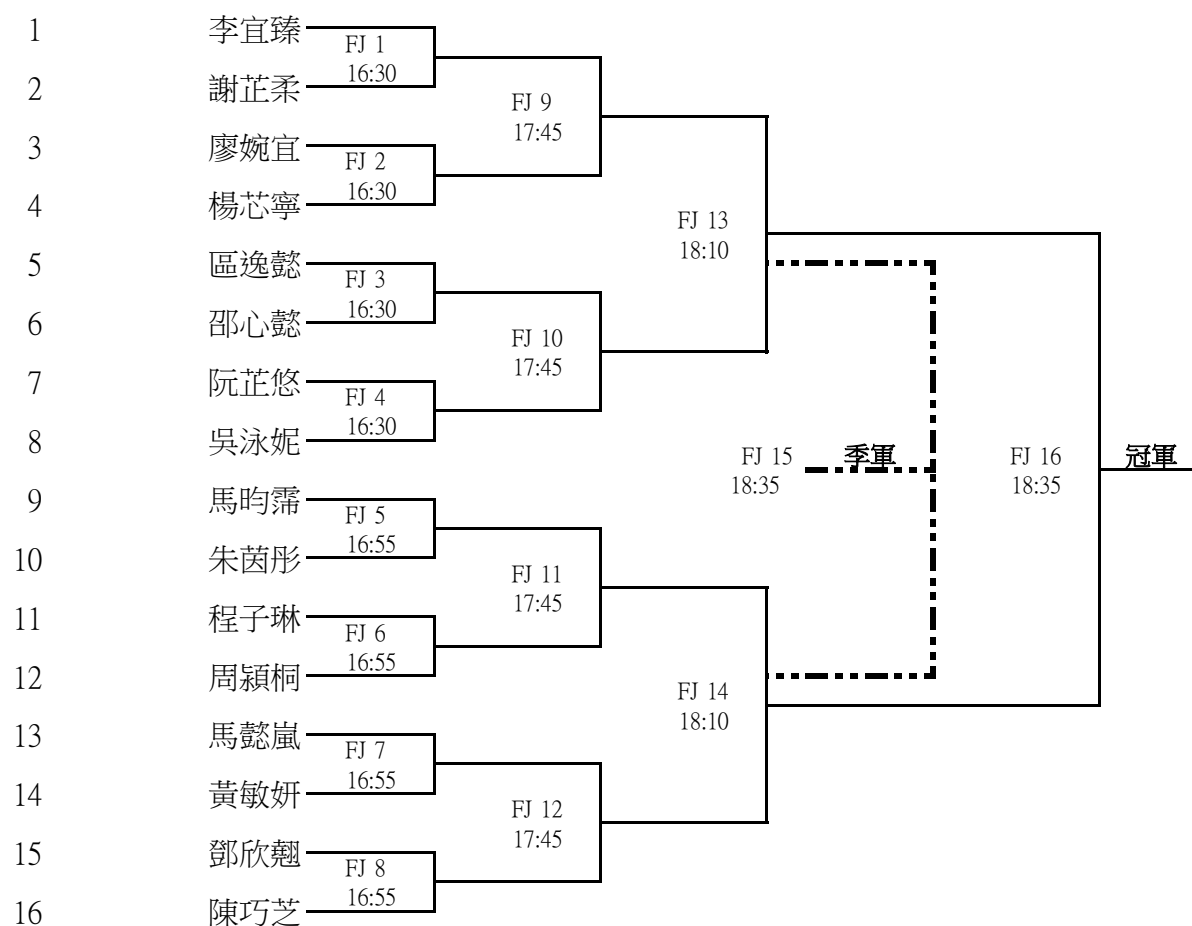 1 李宜臻
FJ 1
16:30
2 謝芷柔
FJ 9
17:45
3 廖婉宜
FJ 2
16:30
4 楊芯寧
FJ 13
18:10
5 區逸懿
FJ 3
16:30
6 邵心懿
FJ 10
17:45
7 阮芷悠
FJ 4
16:30
8 吳泳妮
FJ 15 季軍
18:35
FJ 16 冠軍
18:35
9 馬昀霈
FJ 5
16:55
10 朱茵彤
FJ 11
17:45
11 程子琳
FJ 6
16:55
12 周潁桐
FJ 14
18:10
13 馬懿嵐
FJ 7
16:55
14 黃敏妍
FJ 12
17:45
15 鄧欣翹
FJ 8
16:55
16 陳巧芝